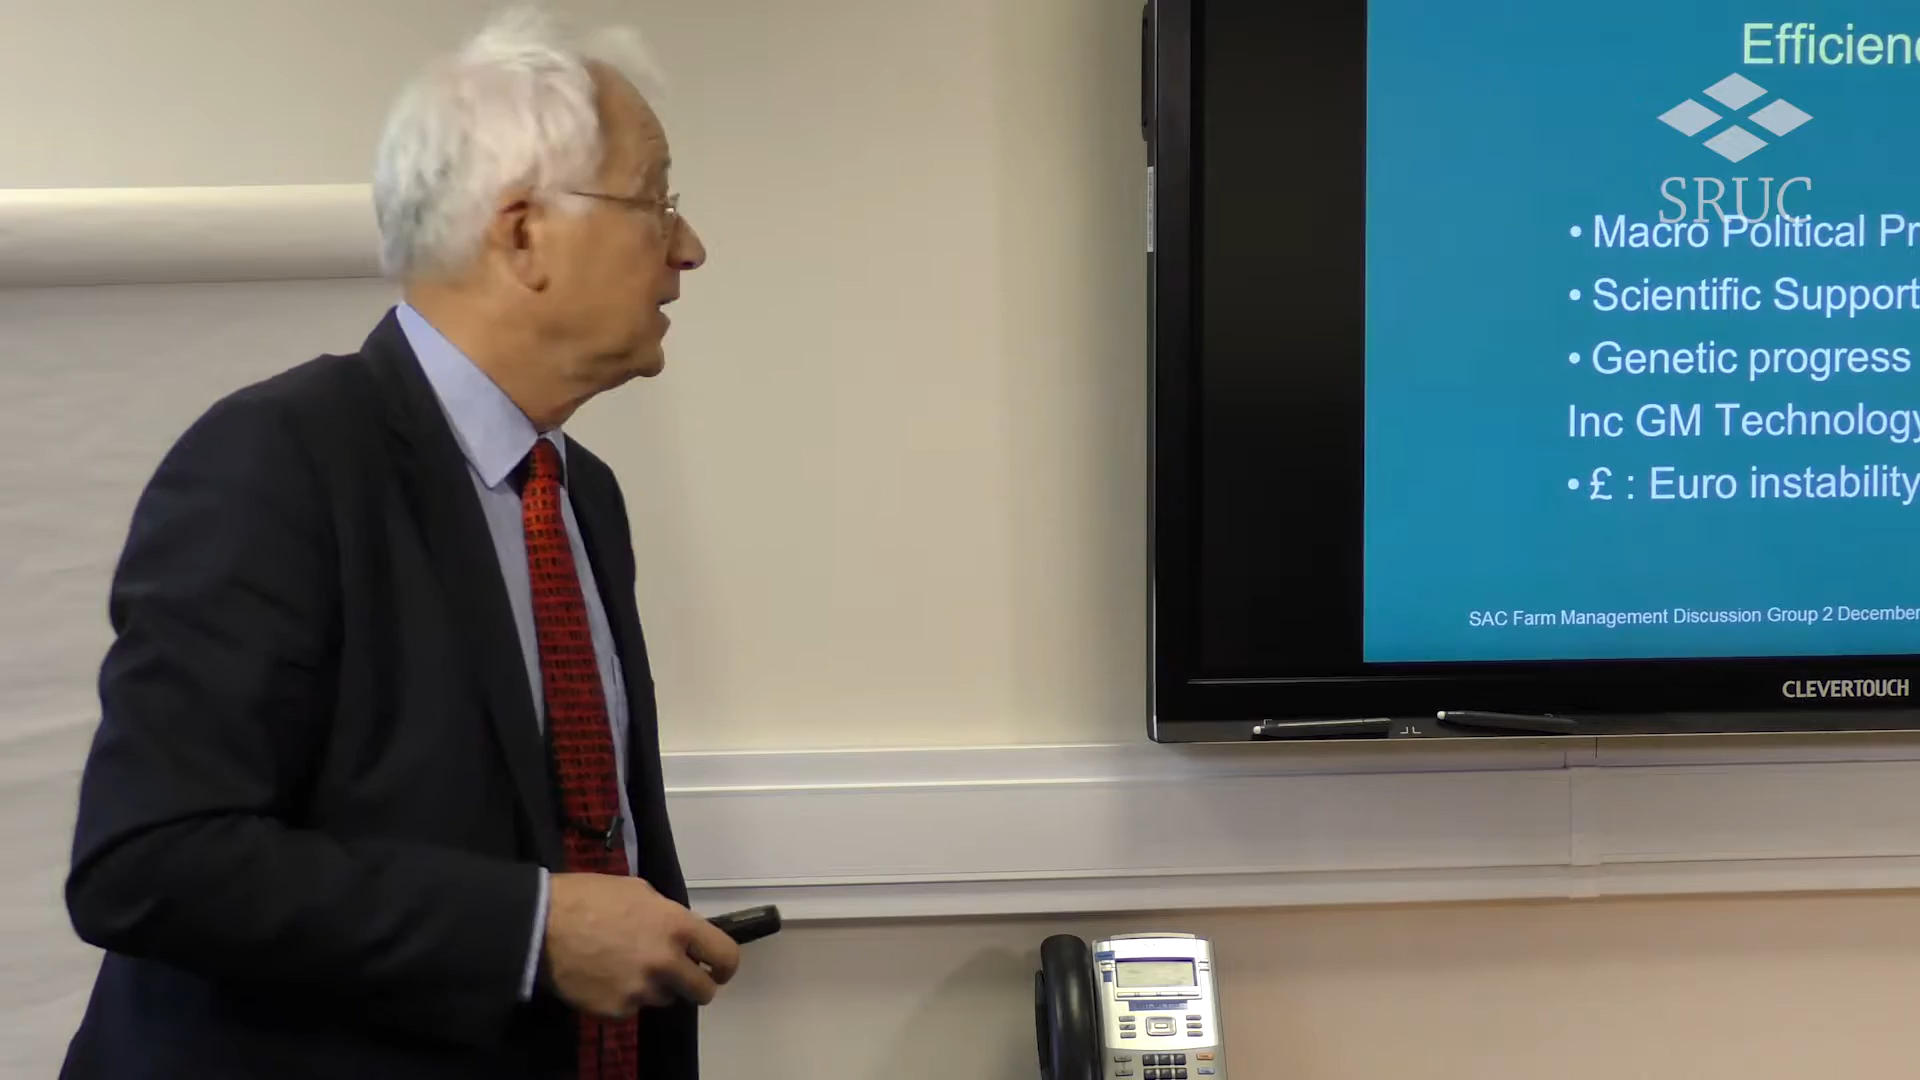 Efficien
SRUC
• Macro Political Pr
• Scientific Support
• Genetic progress
Inc GM Technology
• £ : Euro instability
SAC Farm Management Discussion Group 2 December
CLEVERTOUCH